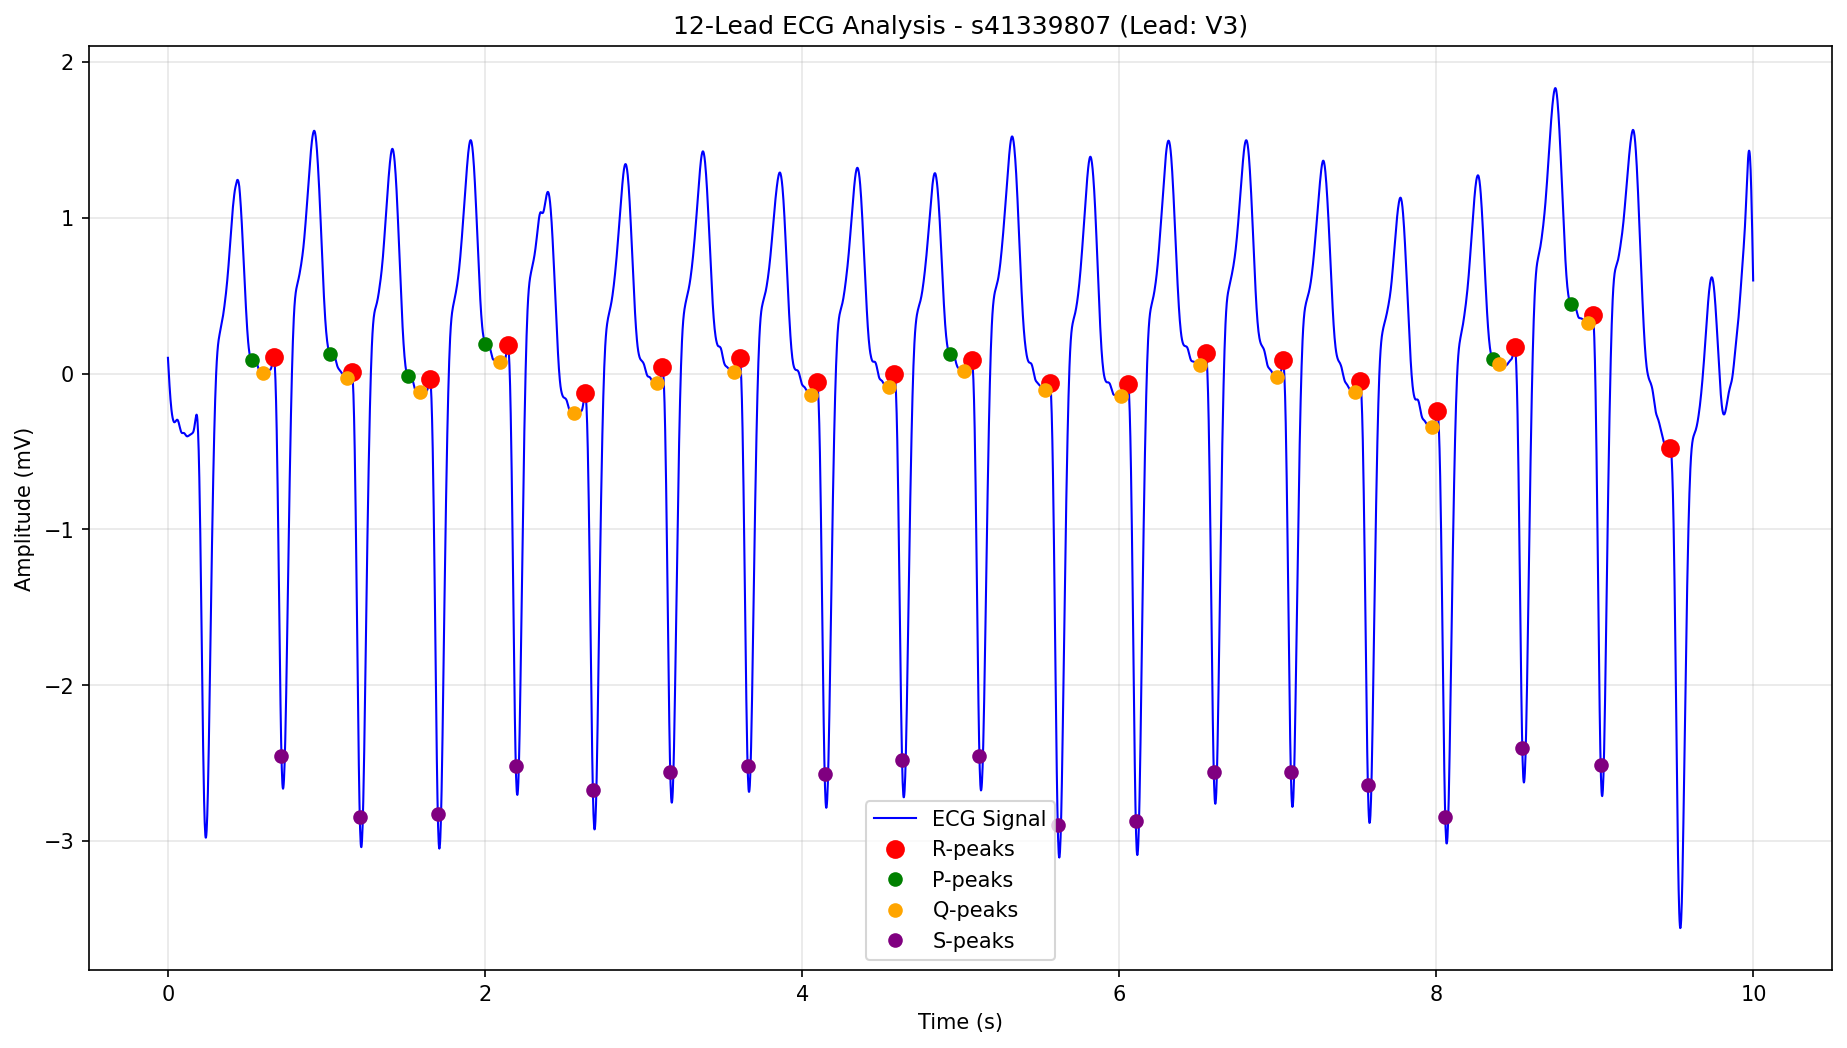 12-Lead ECG Analysis - s41339807 (Lead: V3)
Amplitude (mV)
2
1
0
−1
−2
−3
ECG Signal
R-peaks
P-peaks
Q-peaks
S-peaks
0
2
4
6
8
10
Time (s)